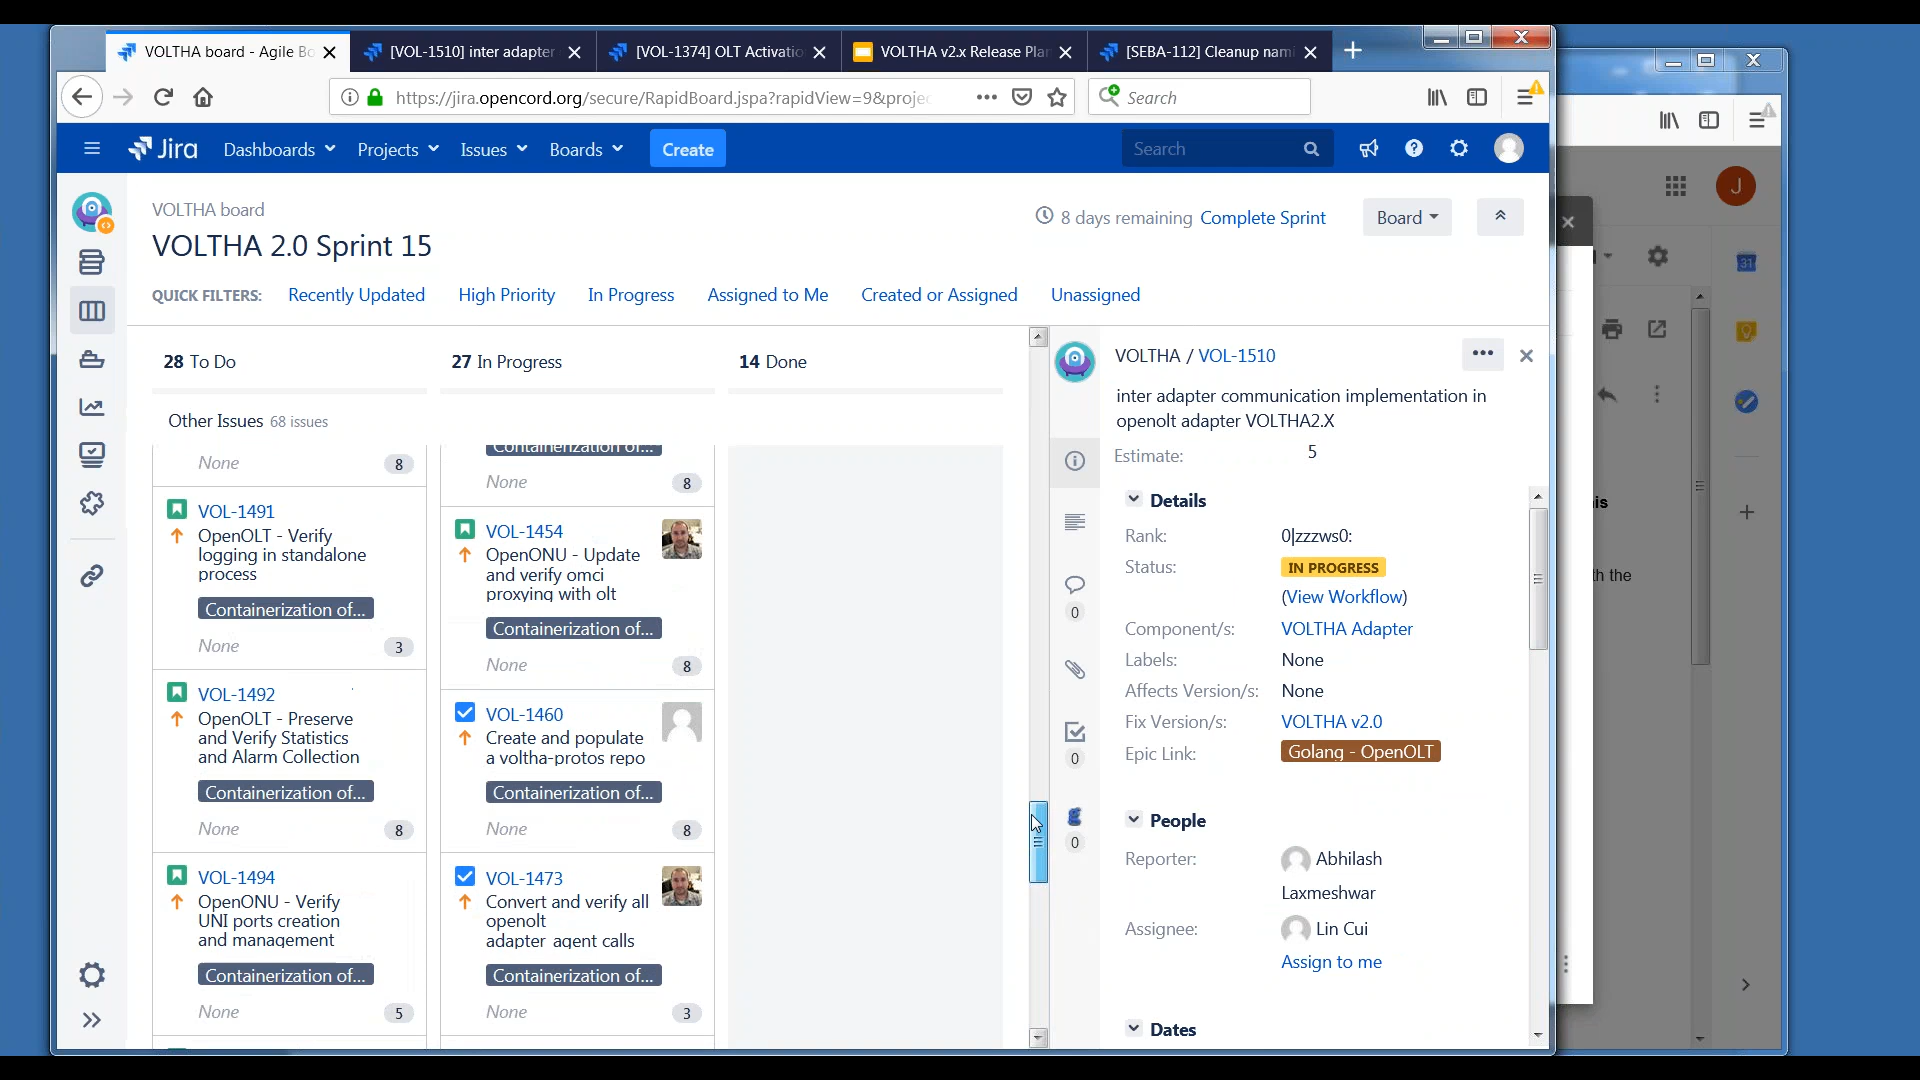 VOLTHA board - Agile Bo
[VOL-1510] inter adapter
[VOL-1374] OLT Activatio
VOLTHA v2.x Release Plan
[SEBA-112] Cleanup nami
https://jira.opencord.org/secure/RapidBoard.jspa?rapidView=9&projec
Search
Jira
Dashboards
Projects
Issues
Boards
Create
Search
J
VOLTHA board
VOLTHA 2.0 Sprint 15
8 days remaining
Complete Sprint
Board
QUICK FILTERS:
Recently Updated
High Priority
In Progress
Assigned to Me
Created or Assigned
Unassigned
31
28 To Do
27 In Progress
14 Done
Other Issues 68 issues
None
8
VOL-1491
OpenOLT - Verify
logging in standalone
process
Containerization of...
None
3
VOL-1492
OpenOLT - Preserve
and Verify Statistics
and Alarm Collection
Containerization of...
None
8
VOL-1494
OpenONU - Verify
UNI ports creation
and management
Containerization of...
None
5
Containerization of...
None
8
VOL-1454
OpenONU - Update
and verify omci
proxying with olt
Containerization of...
None
8
VOL-1460
Create and populate
a voltha-protos repo
Containerization of...
None
8
VOL-1473
Convert and verify all
openolt
adapter_agent calls
Containerization of...
None
3
VOLTHA / VOL-1510
inter adapter communication implementation in
openolt adapter VOLTHA2.X
Estimate:
5
Details
Rank:
0|zzzws0:
Status:
IN PROGRESS
(View Workflow)
Component/s:
VOLTHA Adapter
Labels:
None
Affects Version/s:
None
Fix Version/s:
VOLTHA v2.0
Epic Link:
Golang - OpenOLT
0
0
0
People
Reporter:
Abhilash
Laxmeshwar
Assignee:
Lin Cui
Assign to me
Dates
is
th the